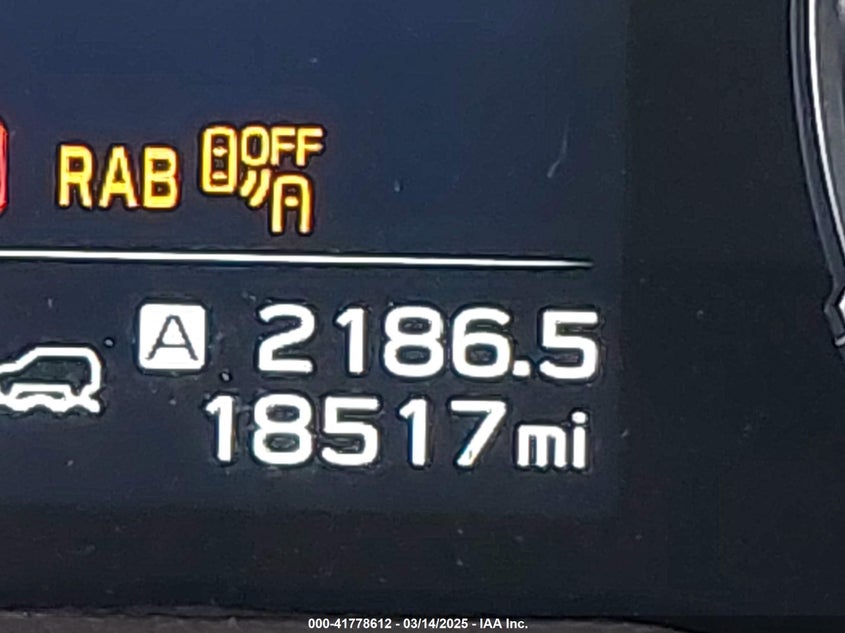 RAB OFF A
A 2186.5
18517mi
000-41778612 - 03/14/2025 - IAA Inc.